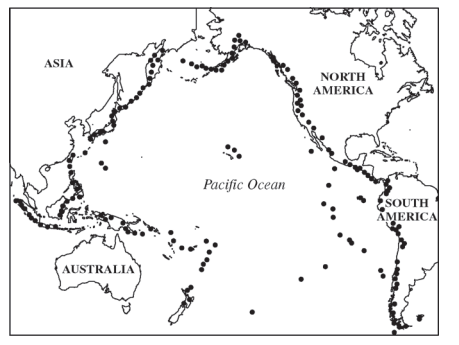 ASIA
NORTH
AMERICA
Pacific Ocean
SOUTH
AMERICA
AUSTRALIA